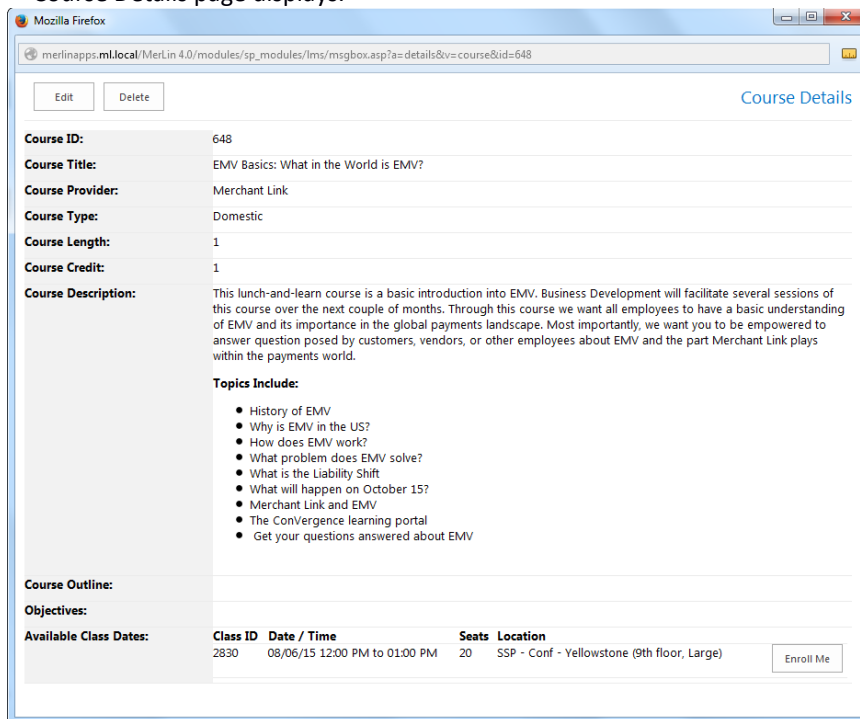 Course Details page displays.
Mozilla Firefox
merlinapps.ml.local/MerLin 4.0/modules/sp_modules/lms/msgbox.asp?a=details&v=course&id=648
Edit Delete Course Details
Course ID: 648
Course Title: EMV Basics: What in the World is EMV?
Course Provider: Merchant Link
Course Type: Domestic
Course Length: 1
Course Credit: 1
Course Description: This lunch-and-learn course is a basic introduction into EMV. Business Development will facilitate several sessions of
this course over the next couple of months. Through this course we want all employees to have a basic understanding
of EMV and its importance in the global payments landscape. Most importantly, we want you to be empowered to
answer question posed by customers, vendors, or other employees about EMV and the part Merchant Link plays
within the payments world.
Topics Include:
● History of EMV
● Why is EMV in the US?
● How does EMV work?
● What problem does EMV solve?
● What is the Liability Shift
● What will happen on October 15?
● Merchant Link and EMV
● The ConVergence learning portal
● Get your questions answered about EMV
Course Outline:
Objectives:
Available Class Dates: Class ID Date / Time Seats Location
2830 08/06/15 12:00 PM to 01:00 PM 20 SSP - Conf - Yellowstone (9th floor, Large) Enroll Me